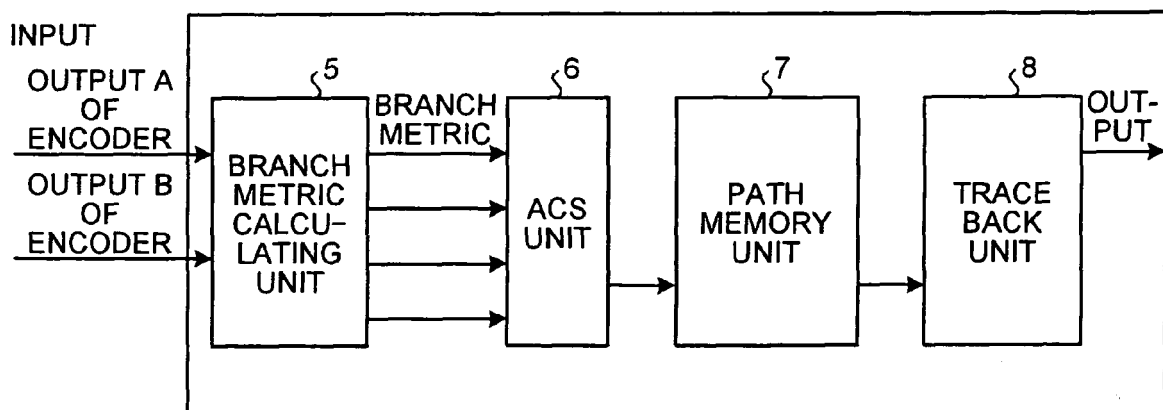 INPUT
OUTPUT A
OF
ENCODER
OUTPUT B
OF
ENCODER
5
BRANCH
METRIC
CALCU-
LATING
UNIT
BRANCH
METRIC
6
ACS
UNIT
7
PATH
MEMORY
UNIT
8
TRACE
BACK
UNIT
OUT-
PUT